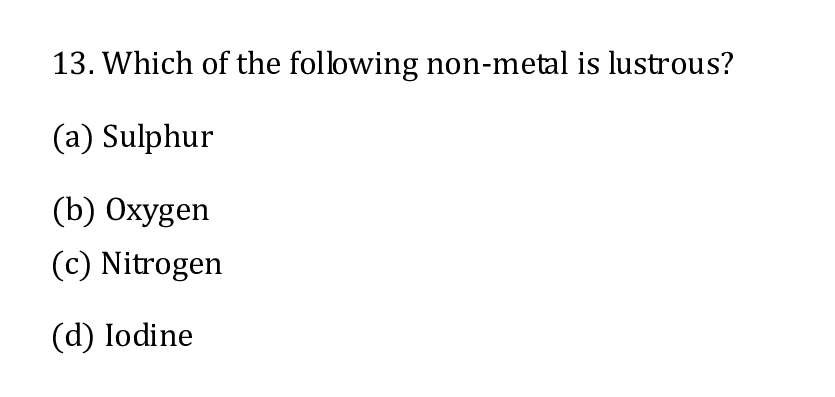 13. Which of the following non-metal is lustrous?
(a) Sulphur
(b) Oxygen
(c) Nitrogen
(d) Iodine